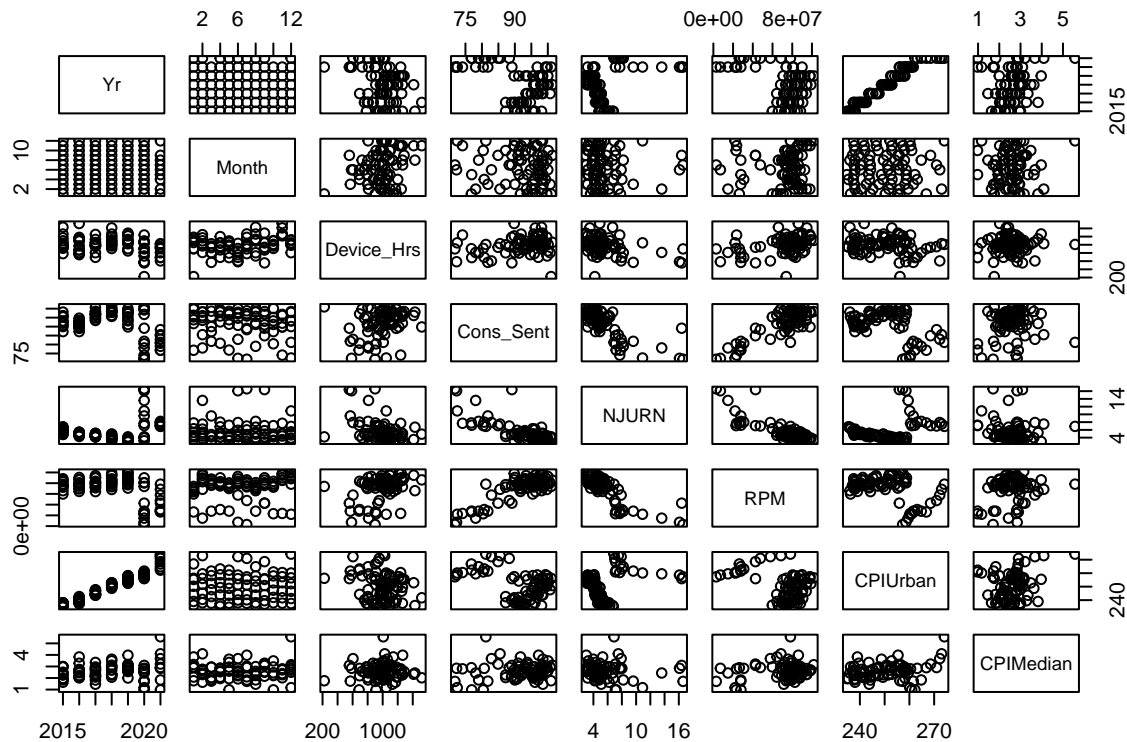 2 6 12 75 90 0e+00 8e+07 1 3 5
Yr 2015
10 2 Month
Device_Hrs 200
75 Cons_Sent
NJURN 14 4
0e+00 RPM
CPIUrban 240
4 1 CPIMedian
2015 2020 200 1000 4 10 16 240 270